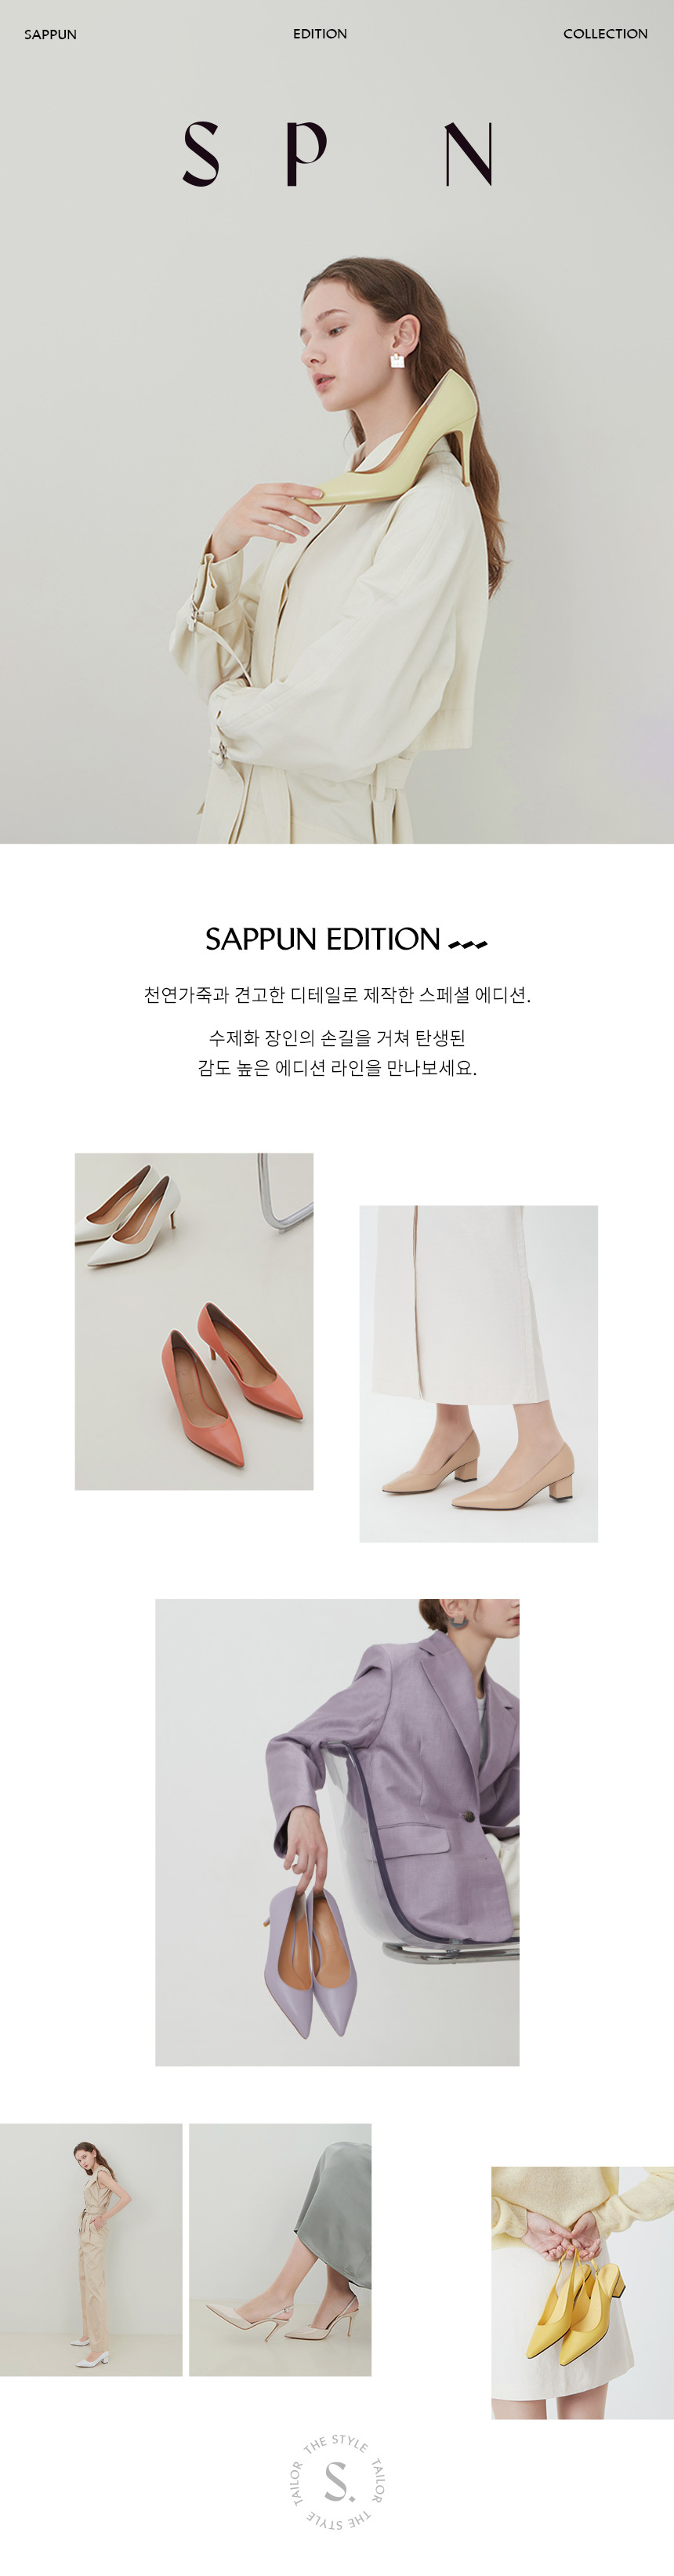 SAPPUN EDITION COLLECTION
S P N
SAPPUN EDITION
천연가죽과 견고한 디테일로 제작한 스페셜 에디션.
수제화 장인의 손길을 거쳐 탄생된
감도 높은 에디션 라인을 만나보세요.
THE STYLE TAILOR THE STYLE TAILOR
S.